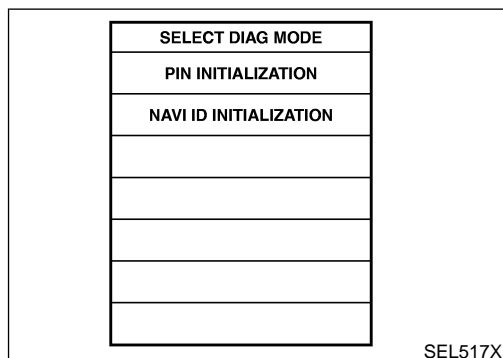 SELECT DIAG MODE
PIN INITIALIZATION
NAVI ID INITIALIZATION
SEL517X